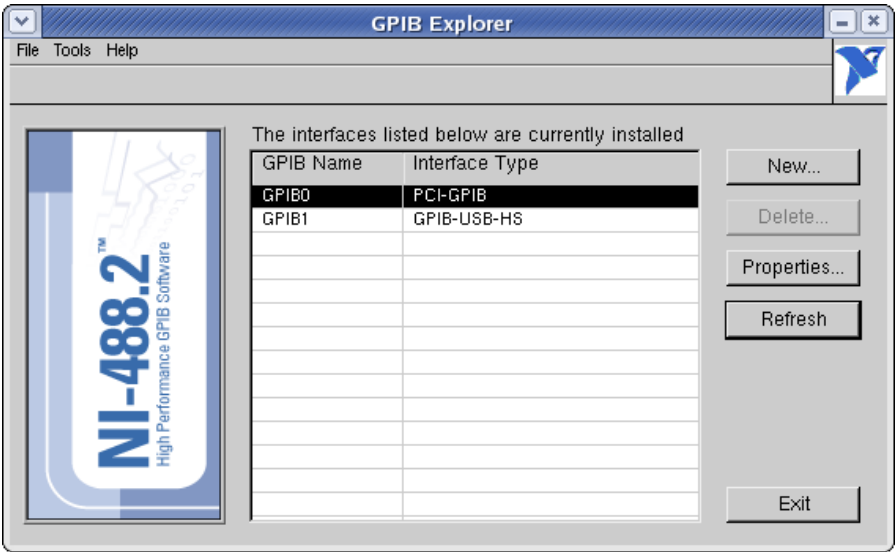 GPIB Explorer
File Tools Help
The interfaces listed below are currently installed
GPIB Name Interface Type
GPIB0 PCI-GPIB
GPIB1 GPIB-USB-HS
New...
Delete...
Properties...
Refresh
Exit
NI-488.2™
High Performance GPIB Software